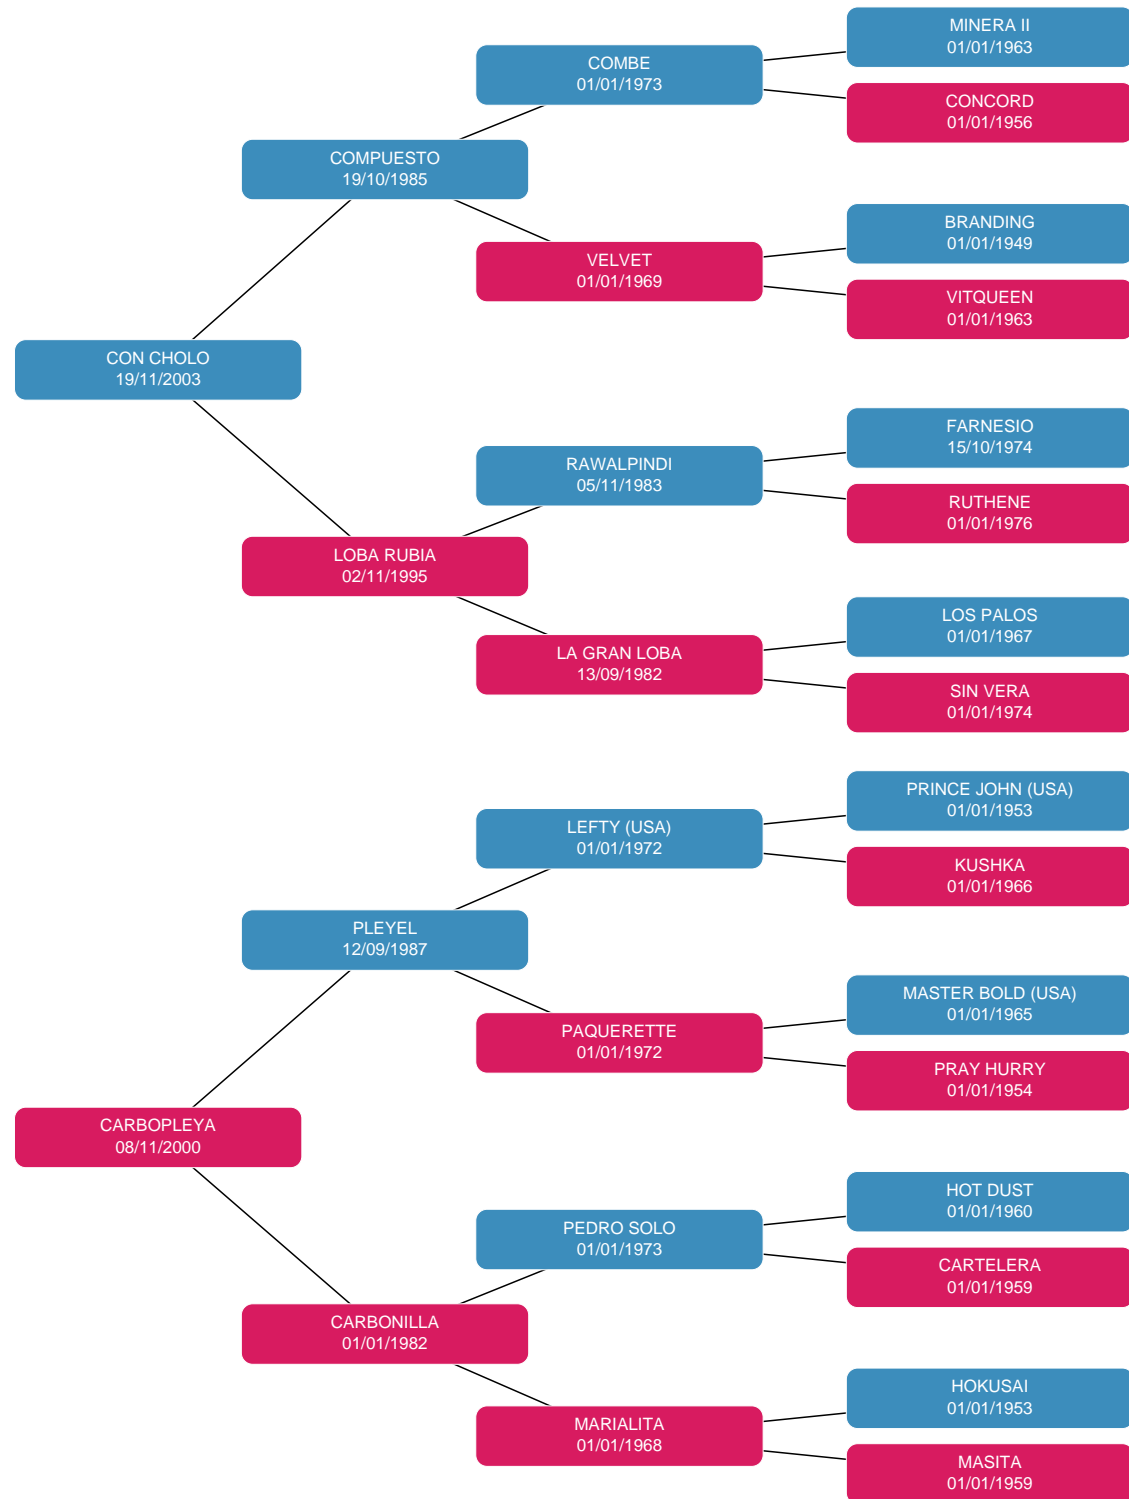 MINERA II
01/01/1963
COMBE
01/01/1973
CONCORD
01/01/1956
COMPUESTO
19/10/1985
BRANDING
01/01/1949
VELVET
01/01/1969
VITQUEEN
01/01/1963
CON CHOLO
19/11/2003
FARNESIO
15/10/1974
RAWALPINDI
05/11/1983
RUTHENE
01/01/1976
LOBA RUBIA
02/11/1995
LOS PALOS
01/01/1967
LA GRAN LOBA
13/09/1982
SIN VERA
01/01/1974
PRINCE JOHN (USA)
01/01/1953
LEFTY (USA)
01/01/1972
KUSHKA
01/01/1966
PLEYEL
12/09/1987
MASTER BOLD (USA)
01/01/1965
PAQUERETTE
01/01/1972
PRAY HURRY
01/01/1954
CARBOPLEYA
08/11/2000
HOT DUST
01/01/1960
PEDRO SOLO
01/01/1973
CARTELERA
01/01/1959
CARBONILLA
01/01/1982
HOKUSAI
01/01/1953
MARIALITA
01/01/1968
MASITA
01/01/1959